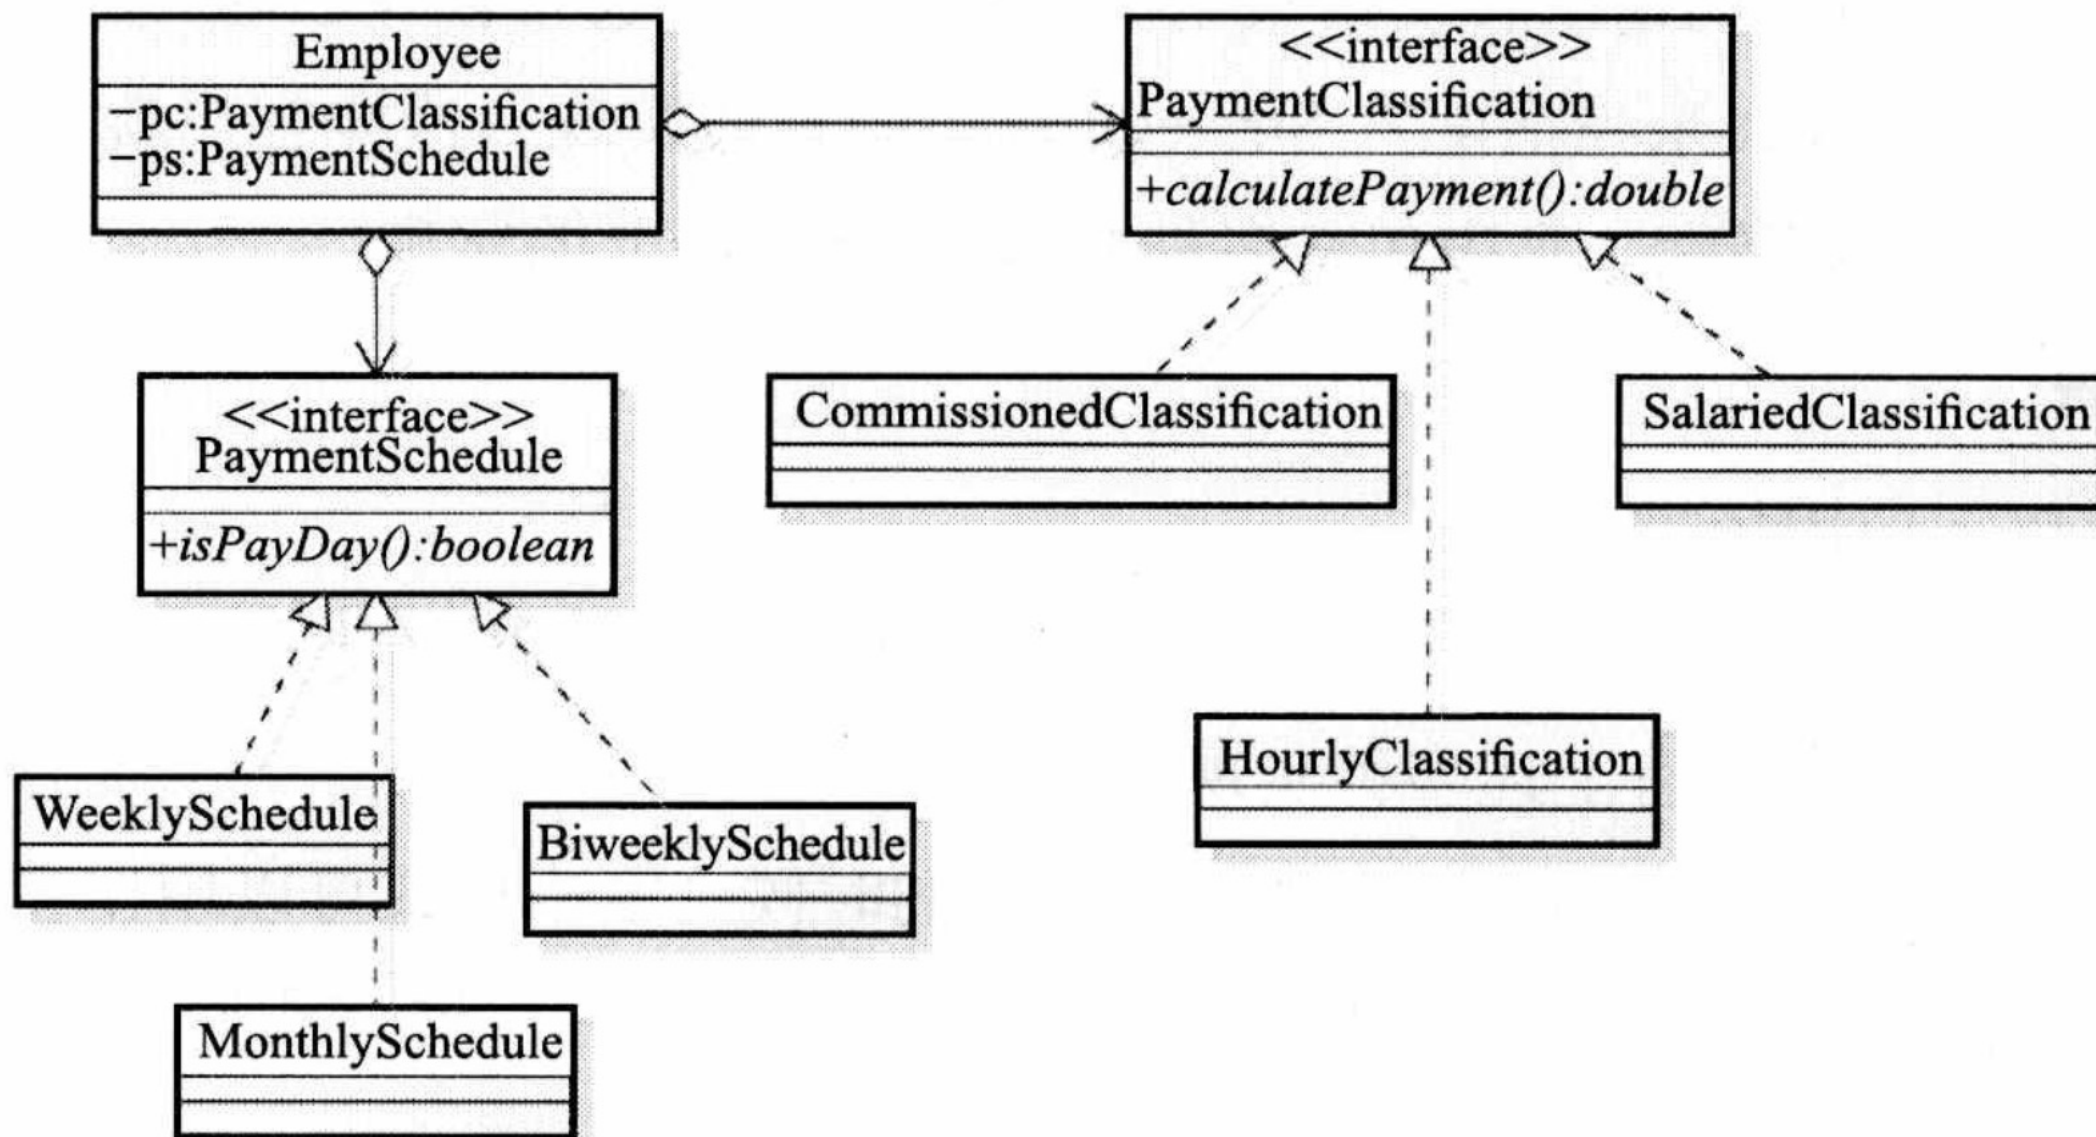 Employee
−pc:PaymentClassification
−ps:PaymentSchedule
<<interface>>
PaymentClassification
+calculatePayment():double
<<interface>>
PaymentSchedule
+isPayDay():boolean
CommissionedClassification
SalariedClassification
HourlyClassification
WeeklySchedule
BiweeklySchedule
MonthlySchedule